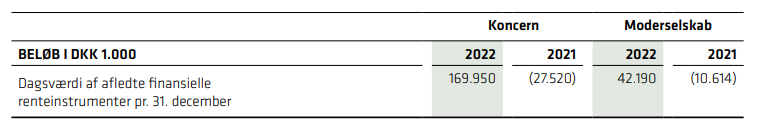 Koncern Moderselskab
BELØB I DKK 1.000 2022 2021 2022 2021
Dagsværdi af afledte finansielle 169.950 (27.520) 42.190 (10.614)
renteinstrumenter pr. 31. december